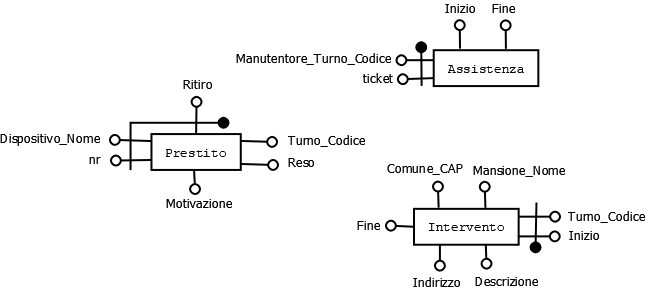 Inizio Fine
Manutentore_Turno_Codice
Assistenza
ticket
Ritiro
Dispositivo_Nome
Turno_Codice
Prestito
nr
Reso
Motivazione
Comune_CAP
Mansione_Nome
Turno_Codice
Fine
Intervento
Inizio
Indirizzo
Descrizione